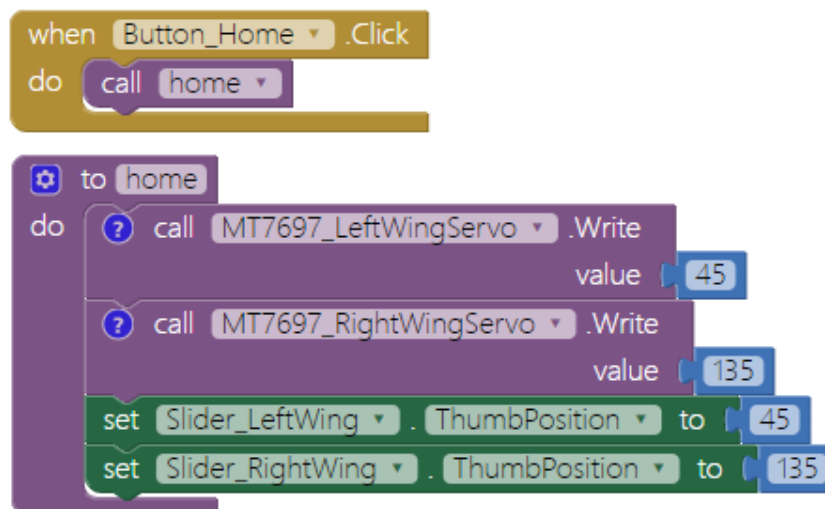 when Button_Home .Click
do call home
to home
do ? call MT7697_LeftWingServo .Write
value 45
? call MT7697_RightWingServo .Write
value 135
set Slider_LeftWing . ThumbPosition to 45
set Slider_RightWing . ThumbPosition to 135